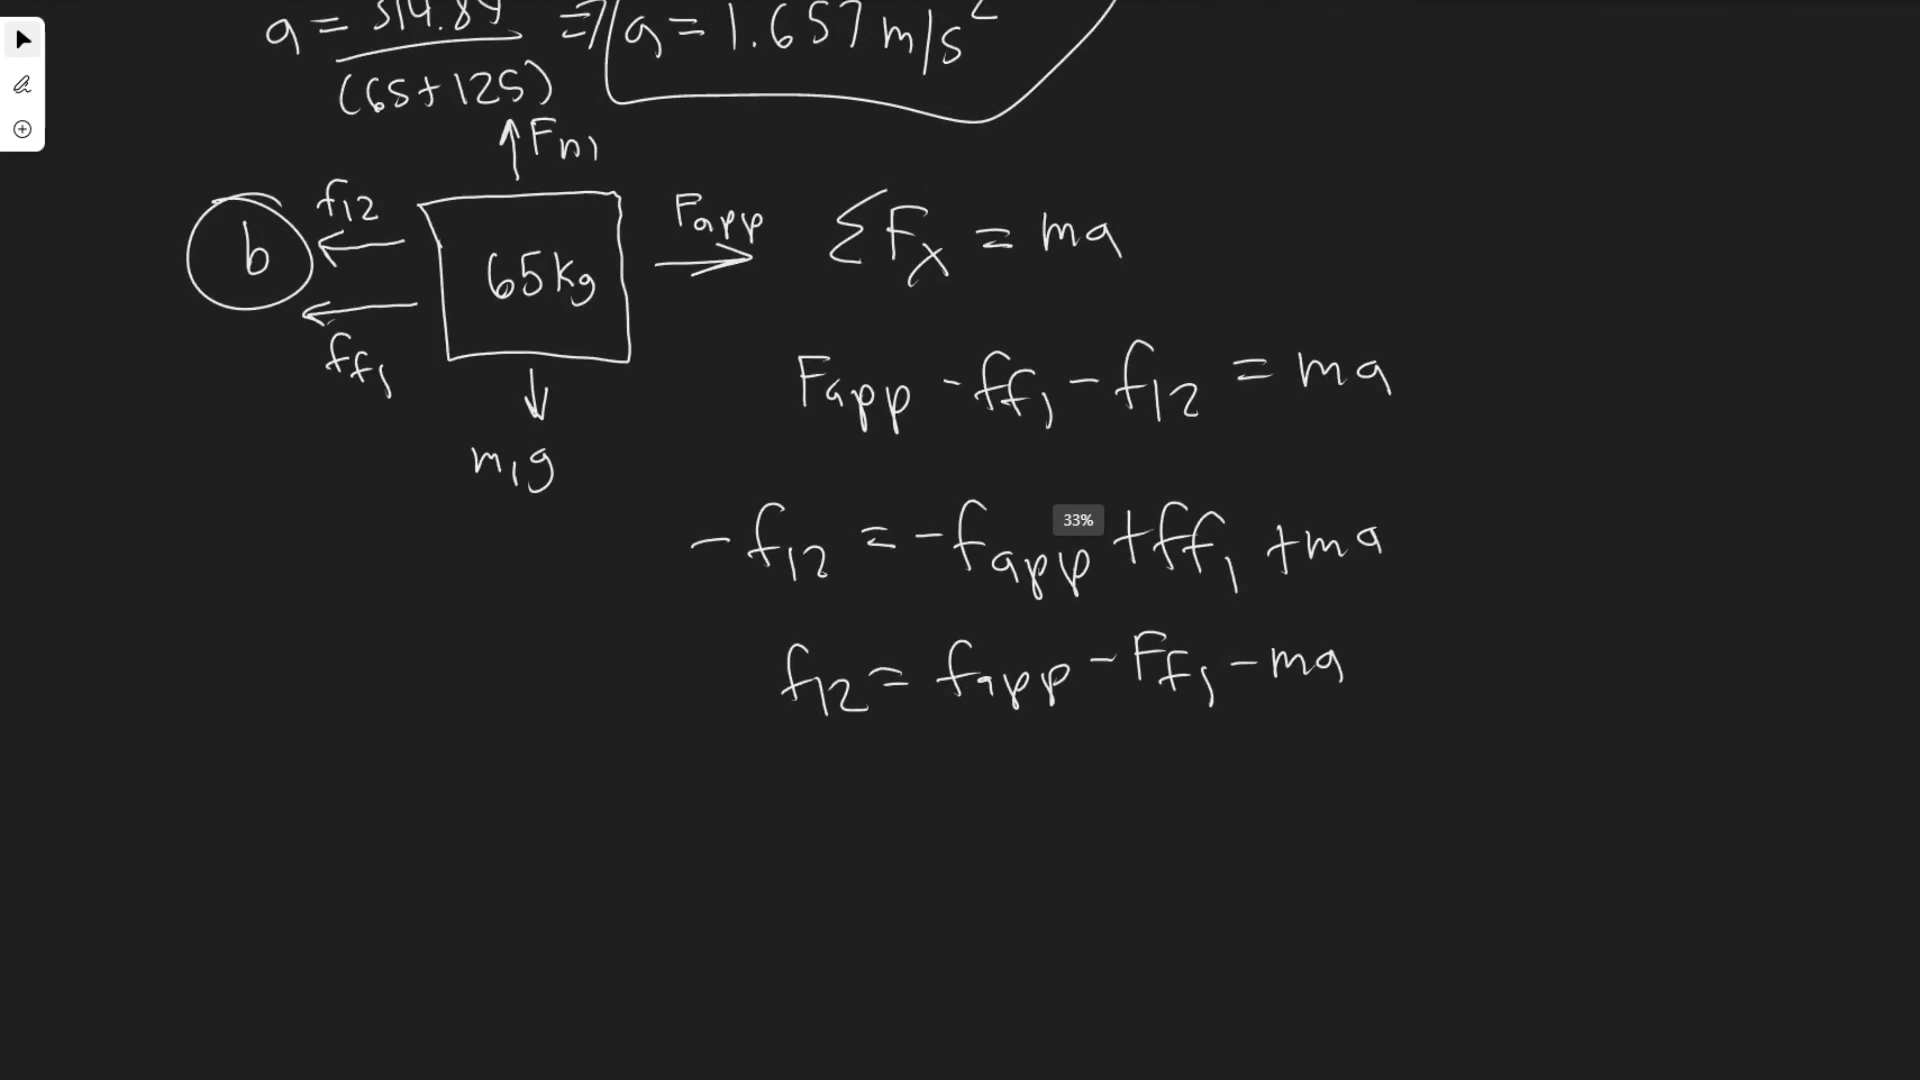 a = 314.84 => a = 1.657 m/s²
(65+125)
Fn1
b f12 65kg Fapp ΣFx = ma
ff1
Fapp - ff1 - f12 = ma
m1g
33%
-f12 = -fapp + ff1 + ma
f12 = fapp - Ff1 - ma